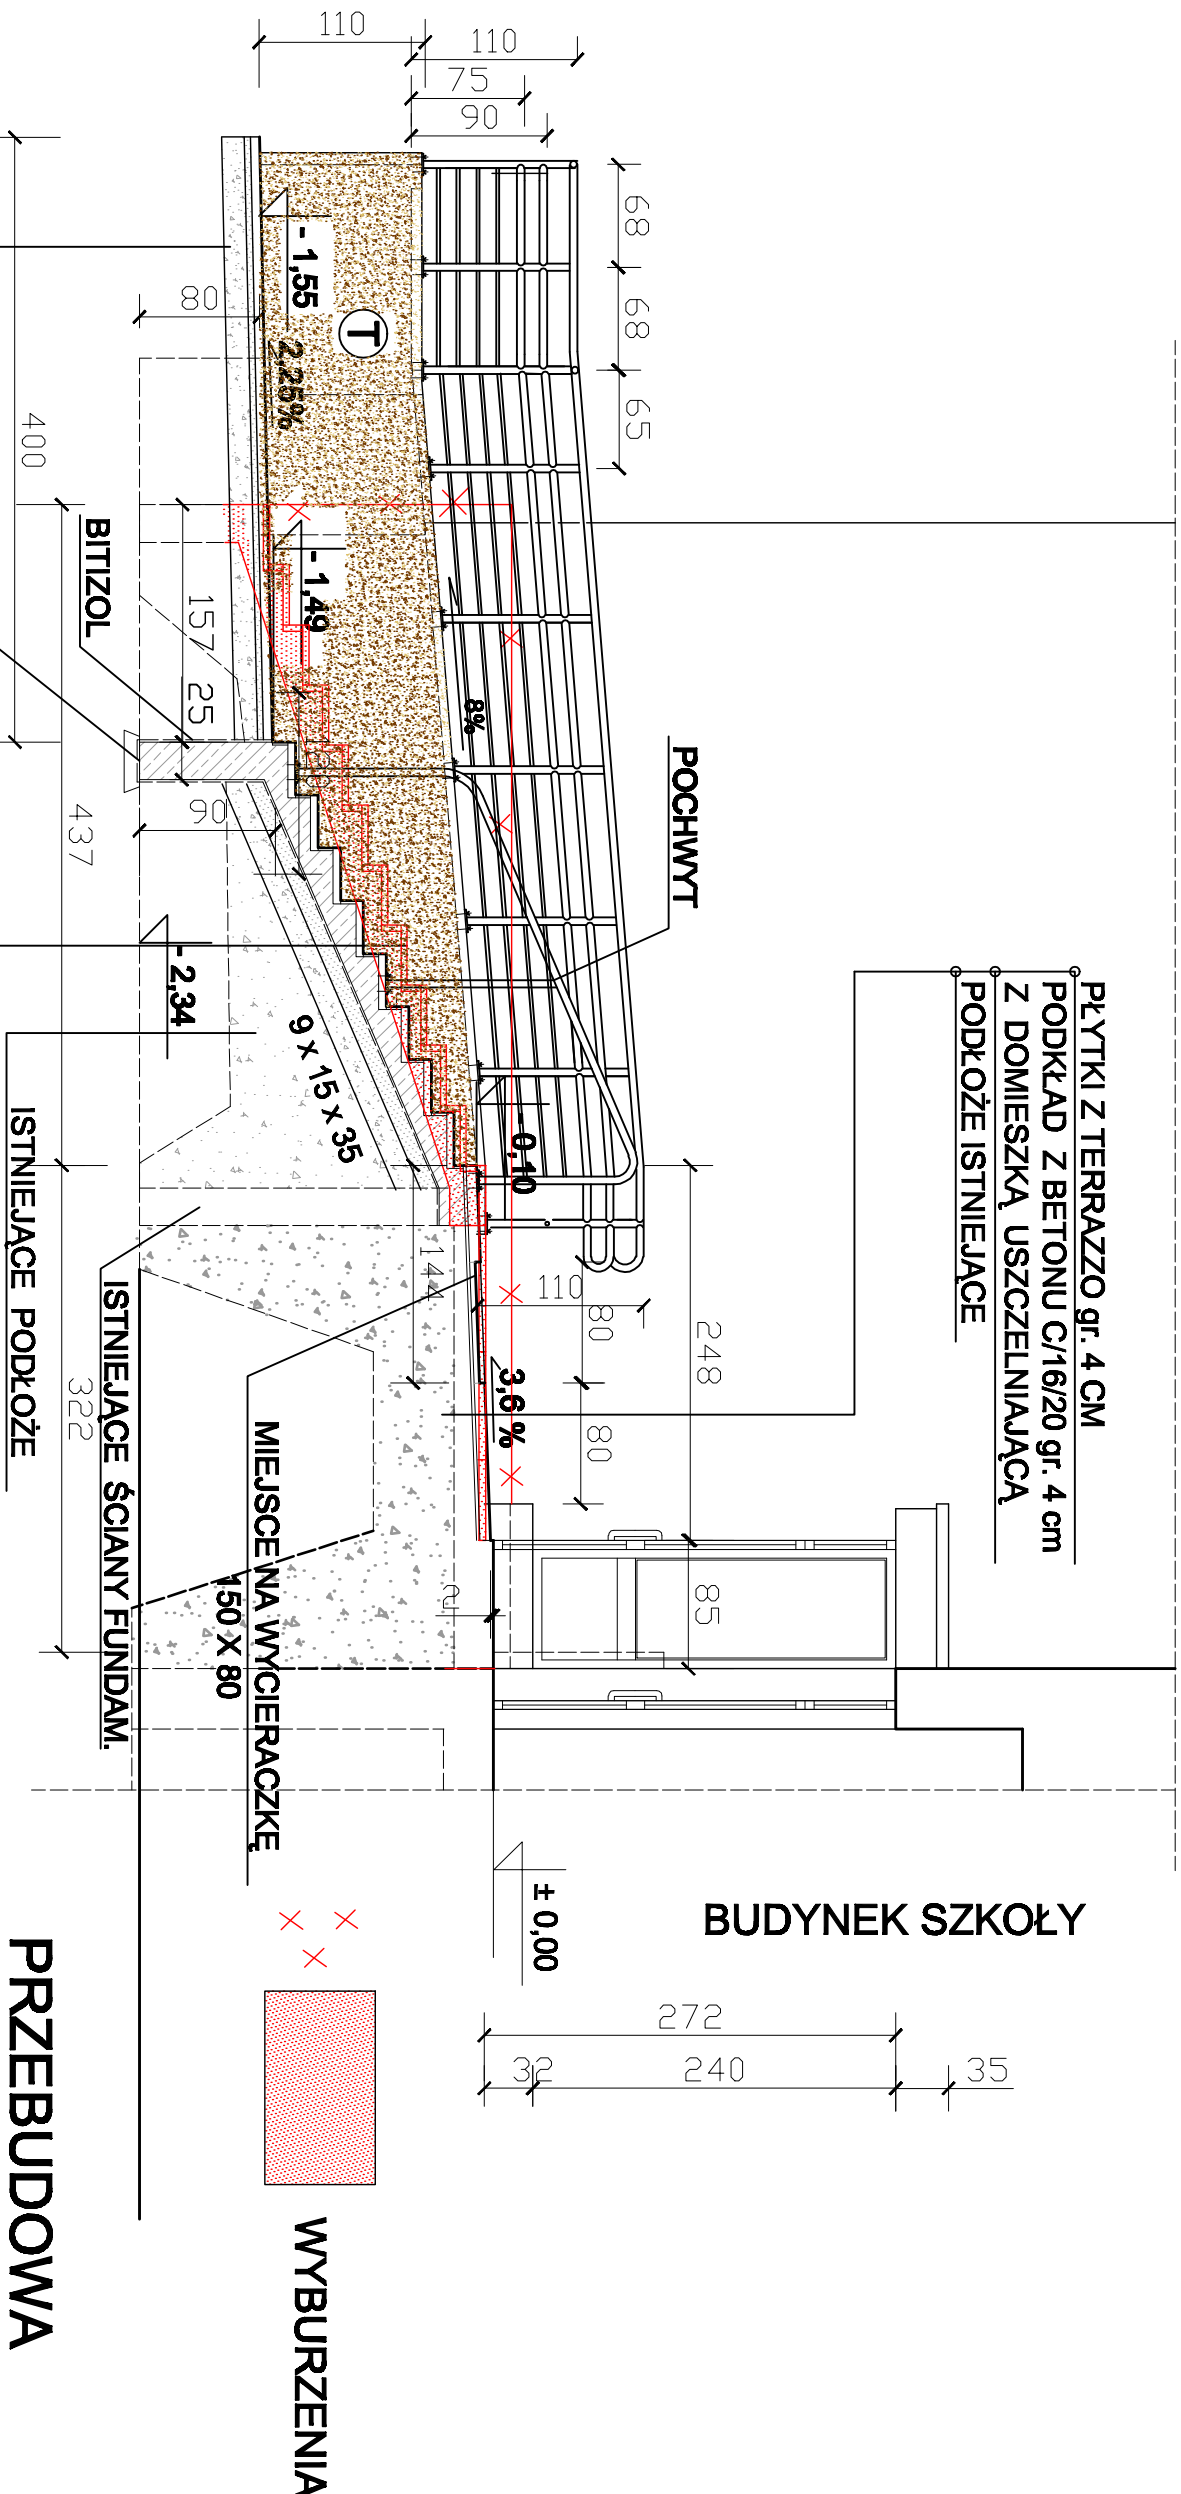 PŁYTKI Z TERRAZZO gr. 4 CM
PODKŁAD Z BETONU C/16/20 gr. 4 cm
Z DOMIESZKĄ USZCZELNIAJĄCĄ
PODŁOŻE ISTNIEJĄCE
BUDYNEK SZKOŁY
POCHWYT
110
110
75
90
68
68
65
- 1,55
T
2,25%
80
- 1,49
8%
- 0,10
110
80
80
248
3,6 %
85
2
± 0,00
272
32
240
35
400
BITIZOL
157
25
90
437
- 2,34
9 x 15 x 35
144
322
ISTNIEJĄCE PODŁOŻE
ISTNIEJĄCE ŚCIANY FUNDAM.
MIEJSCE NA WYCIERACZKĘ
150 X 80
WYBURZENIA
PRZEBUDOWA